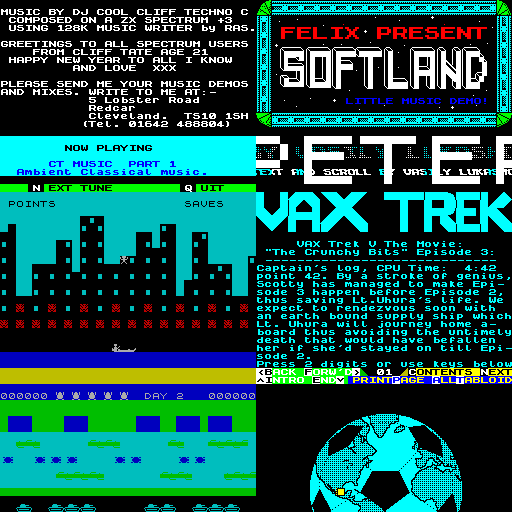 MUSIC BY DJ COOL CLIFF TECHNO C
COMPOSED ON A ZX SPECTRUM +3
USING 128K MUSIC WRITER by RAS.
GREETINGS TO ALL SPECTRUM USERS
FROM CLIFF TATE AGE 21
HAPPY NEW YEAR TO ALL I KNOW
AND LOVE XXX
PLEASE SEND ME YOUR MUSIC DEMOS
AND MIXES. WRITE TO ME AT:-
5 Lobster Road
Redcar
Cleveland. TS10 1SH
(Tel. 01642 488804)
NOW PLAYING
CT MUSIC PART 1
Ambient Classical music.
N EXT TUNE Q UIT
FELIX PRESENT
SOFTLAND
LITTLE MUSIC DEMO!
PETER
TEXT AND SCROLL BY VASILY LUKASH
POINTS SAVES
VAX TREK
VAX Trek V The Movie:
"The Crunchy Bits" Episode 3:
Captain's log, CPU Time: 4:42
point 42. By a stroke of genius,
Scotty has managed to make Epi-
sode 3 happen before Episode 2,
thus saving Lt.Uhura's life. We
expect to rendezvous soon with
an earth bound supply ship which
Lt. Uhura will journey home a-
board thus avoiding the untimely
death that would have befallen
her if she'd stayed on tilde Epi-
sode 2.
Press 2 digits or use keys below
<BACK FORW'D> 01 /CONTENTS NEXT
^INTRO ENDV PRINTPAGE ALLTABLOID
000000 DAY 2 000000